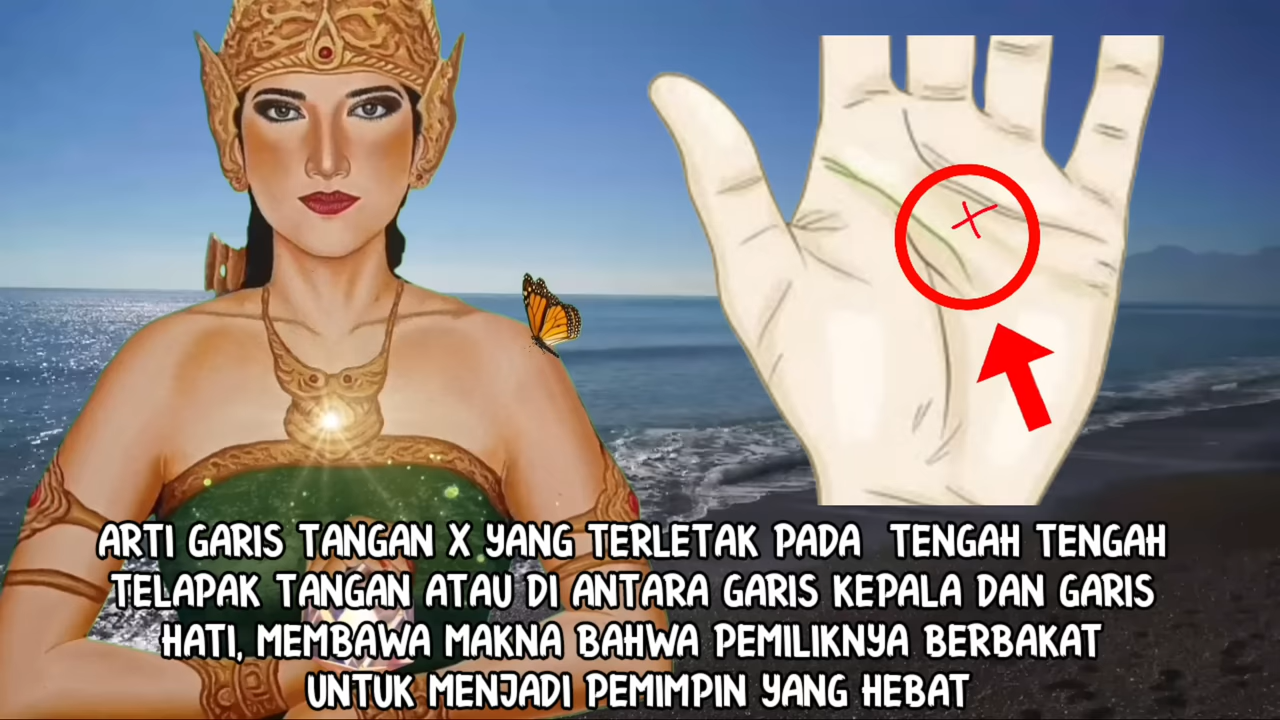 ARTI GARIS TANGAN X YANG TERLETAK PADA TENGAH TENGAH
TELAPAK TANGAN ATAU DI ANTARA GARIS KEPALA DAN GARIS
HATI, MEMBAWA MAKNA BAHWA PEMILIKNYA BERBAKAT
UNTUK MENJADI PEMIMPIN YANG HEBAT